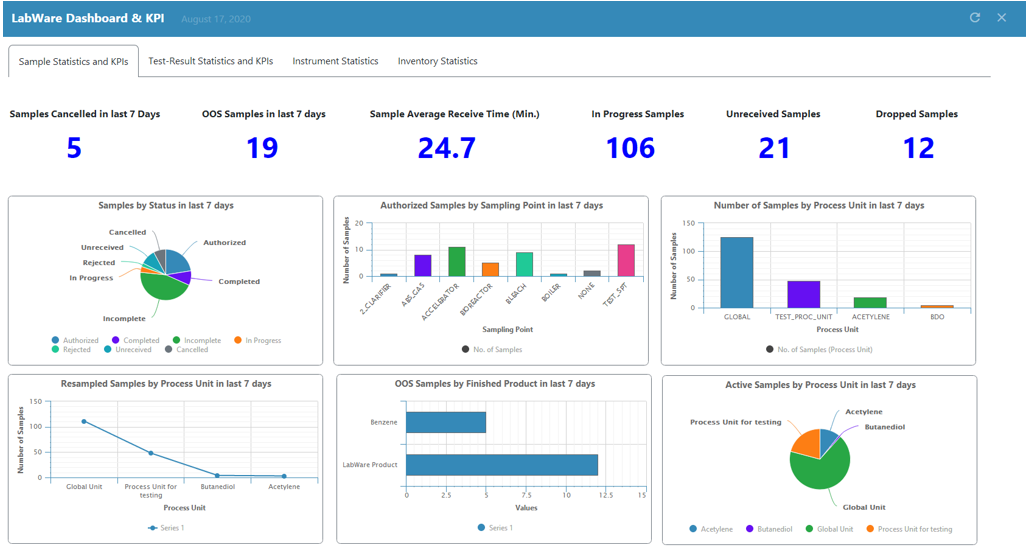 LabWare Dashboard & KPI August 17, 2020
Sample Statistics and KPIs Test-Result Statistics and KPIs Instrument Statistics Inventory Statistics
Samples Cancelled in last 7 Days
5
OOS Samples in last 7 days
19
Sample Average Receive Time (Min.)
24.7
In Progress Samples
106
Unreceived Samples
21
Dropped Samples
12
Samples by Status in last 7 days
Cancelled
Authorized
Unreceived
Rejected
In Progress
Completed
Incomplete
Authorized Completed Incomplete In Progress
Rejected Unreceived Cancelled
Authorized Samples by Sampling Point in last 7 days
Number of Samples
20
10
0
2_CLARIFIER ABS_GAS ACCELERATOR BIOREACTOR BLEACH BOILER NONE TEST_SPT
Sampling Point
No. of Samples
Number of Samples by Process Unit in last 7 days
Number of Samples
150
100
50
0
GLOBAL TEST_PROC_UNIT ACETYLENE BDO
Process Unit
No. of Samples (Process Unit)
Resampled Samples by Process Unit in last 7 days
Number of Samples
150
100
50
0
Global Unit Process Unit for Butanediol Acetylene
testing
Process Unit
Series 1
OOS Samples by Finished Product in last 7 days
Benzene
LabWare Product
0 2.5 5 7.5 10 12.5 15
Values
Series 1
Active Samples by Process Unit in last 7 days
Acetylene
Process Unit for testing
Butanediol
Global Unit
Acetylene Butanediol Global Unit Process Unit for testing